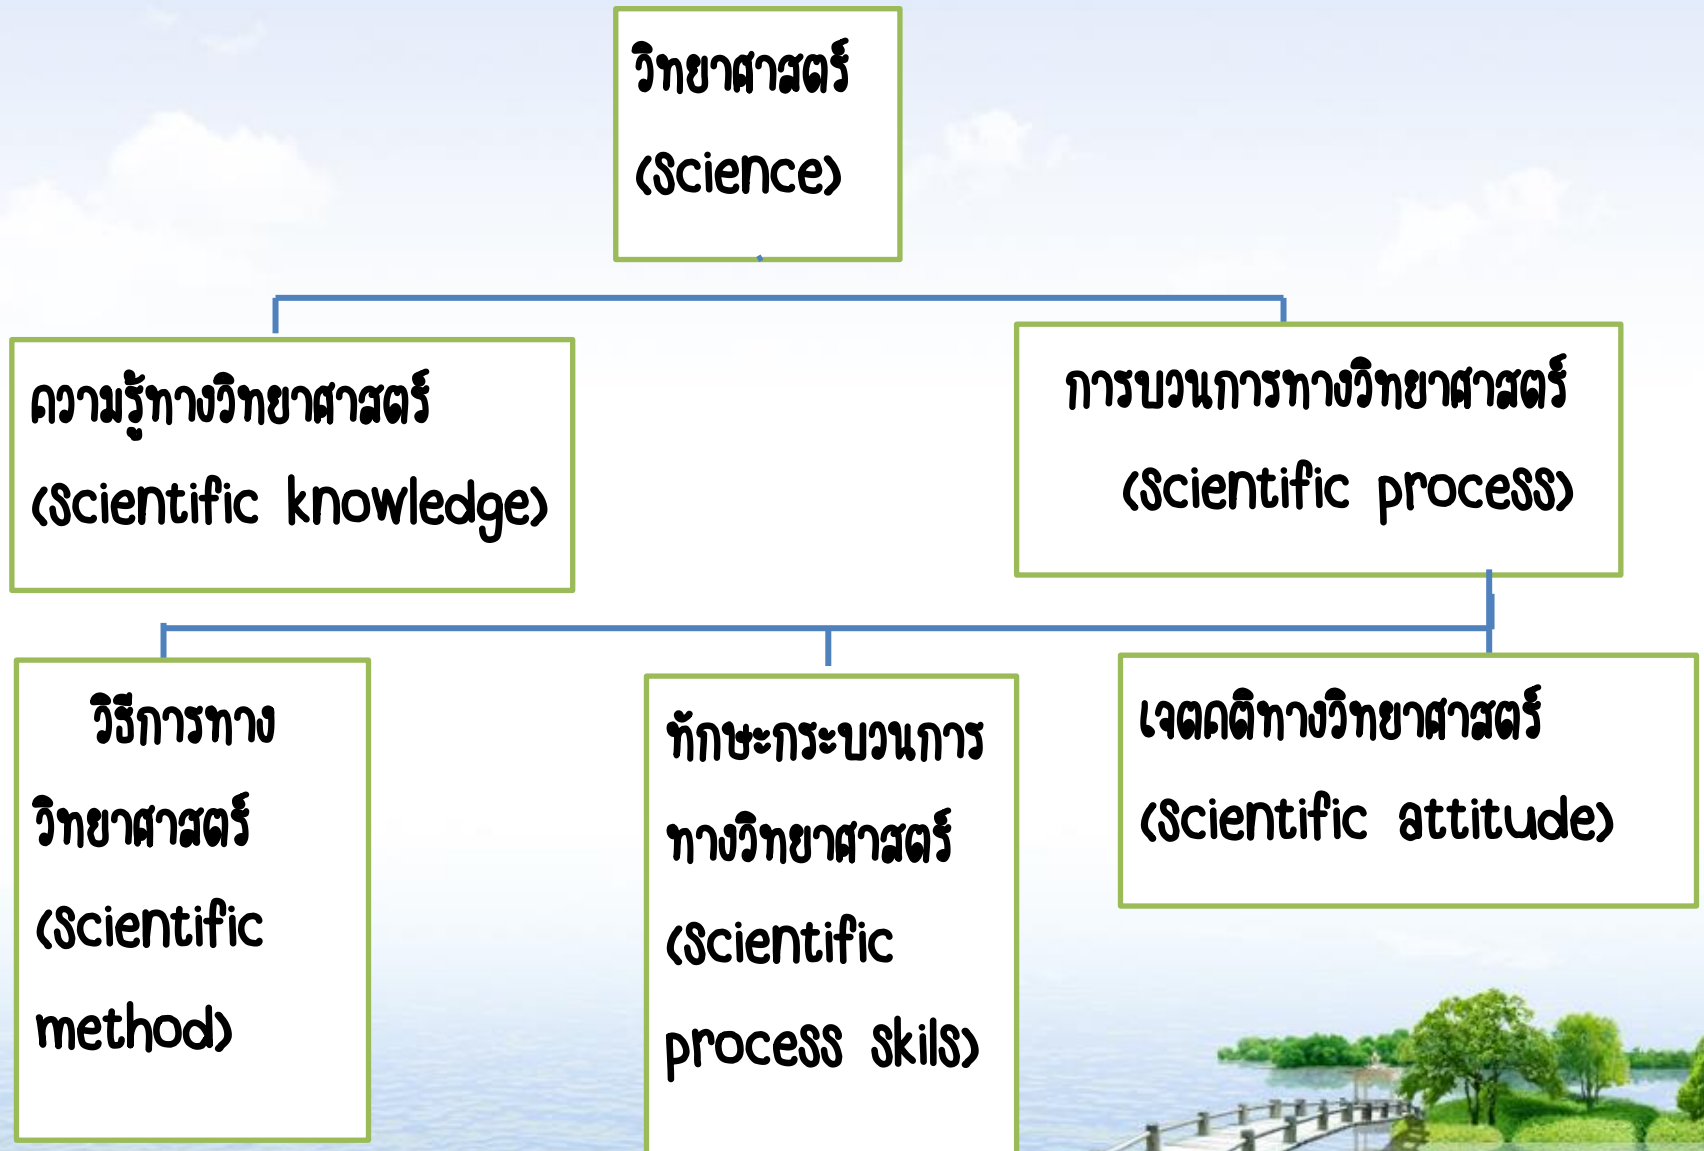 วิทยาศาสตร์
(Science)
ความรู้ทางวิทยาศาสตร์
(Scientific knowledge)
การบวนการทางวิทยาศาสตร์
(Scientific process)
วิธีการทาง
วิทยาศาสตร์
(Scientific
method)
ทักษะกระบวนการ
ทางวิทยาศาสตร์
(Scientific
process skils)
เจตคติทางวิทยาศาสตร์
(Scientific attitude)